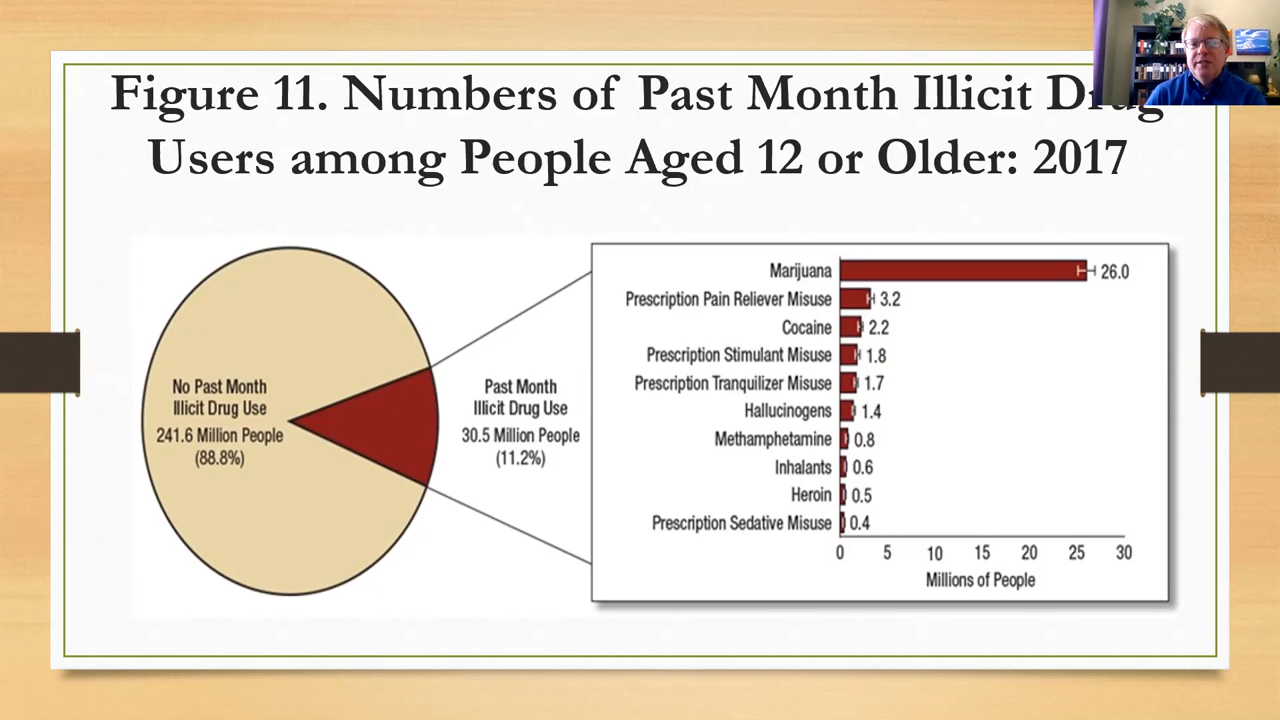 Figure 11. Numbers of Past Month Illicit Drug
Users among People Aged 12 or Older: 2017
No Past Month
Illicit Drug Use
241.6 Million People
(88.8%)
Past Month
Illicit Drug Use
30.5 Million People
(11.2%)
Marijuana 26.0
Prescription Pain Reliever Misuse 3.2
Cocaine 2.2
Prescription Stimulant Misuse 1.8
Prescription Tranquilizer Misuse 1.7
Hallucinogens 1.4
Methamphetamine 0.8
Inhalants 0.6
Heroin 0.5
Prescription Sedative Misuse 0.4
0 5 10 15 20 25 30
Millions of People